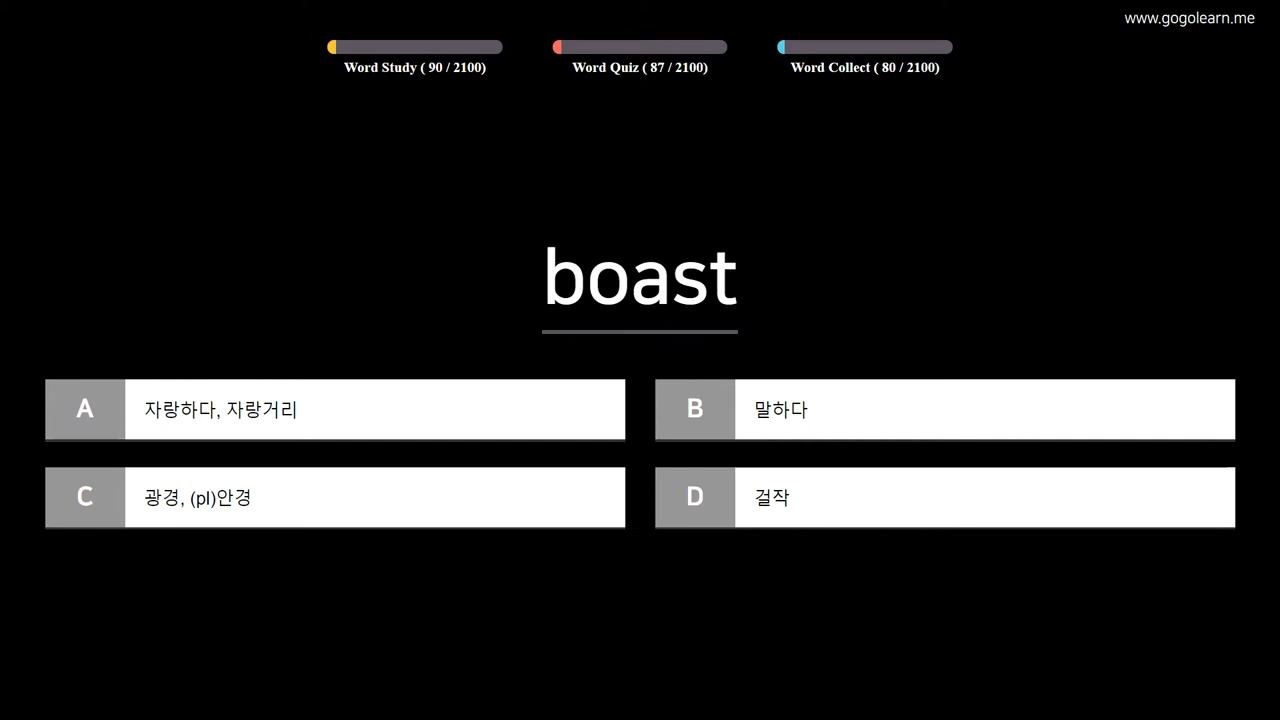 www.gogolearn.me
Word Study ( 90 / 2100)
Word Quiz ( 87 / 2100)
Word Collect ( 80 / 2100)
boast
A 자랑하다, 자랑거리
B 말하다
C 광경, (pl)안경
D 걸작